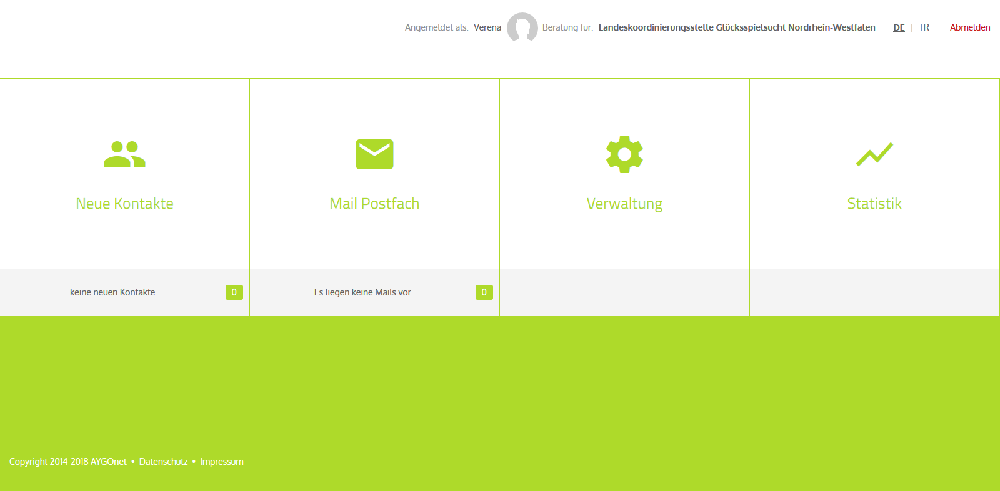 Angemeldet als: Verena Beratung für: Landeskoordinierungsstelle Glücksspielsucht Nordrhein-Westfalen DE | TR Abmelden
Neue Kontakte
Mail Postfach
Verwaltung
Statistik
keine neuen Kontakte 0
Es liegen keine Mails vor 0
Copyright 2014-2018 AYGOnet • Datenschutz • Impressum